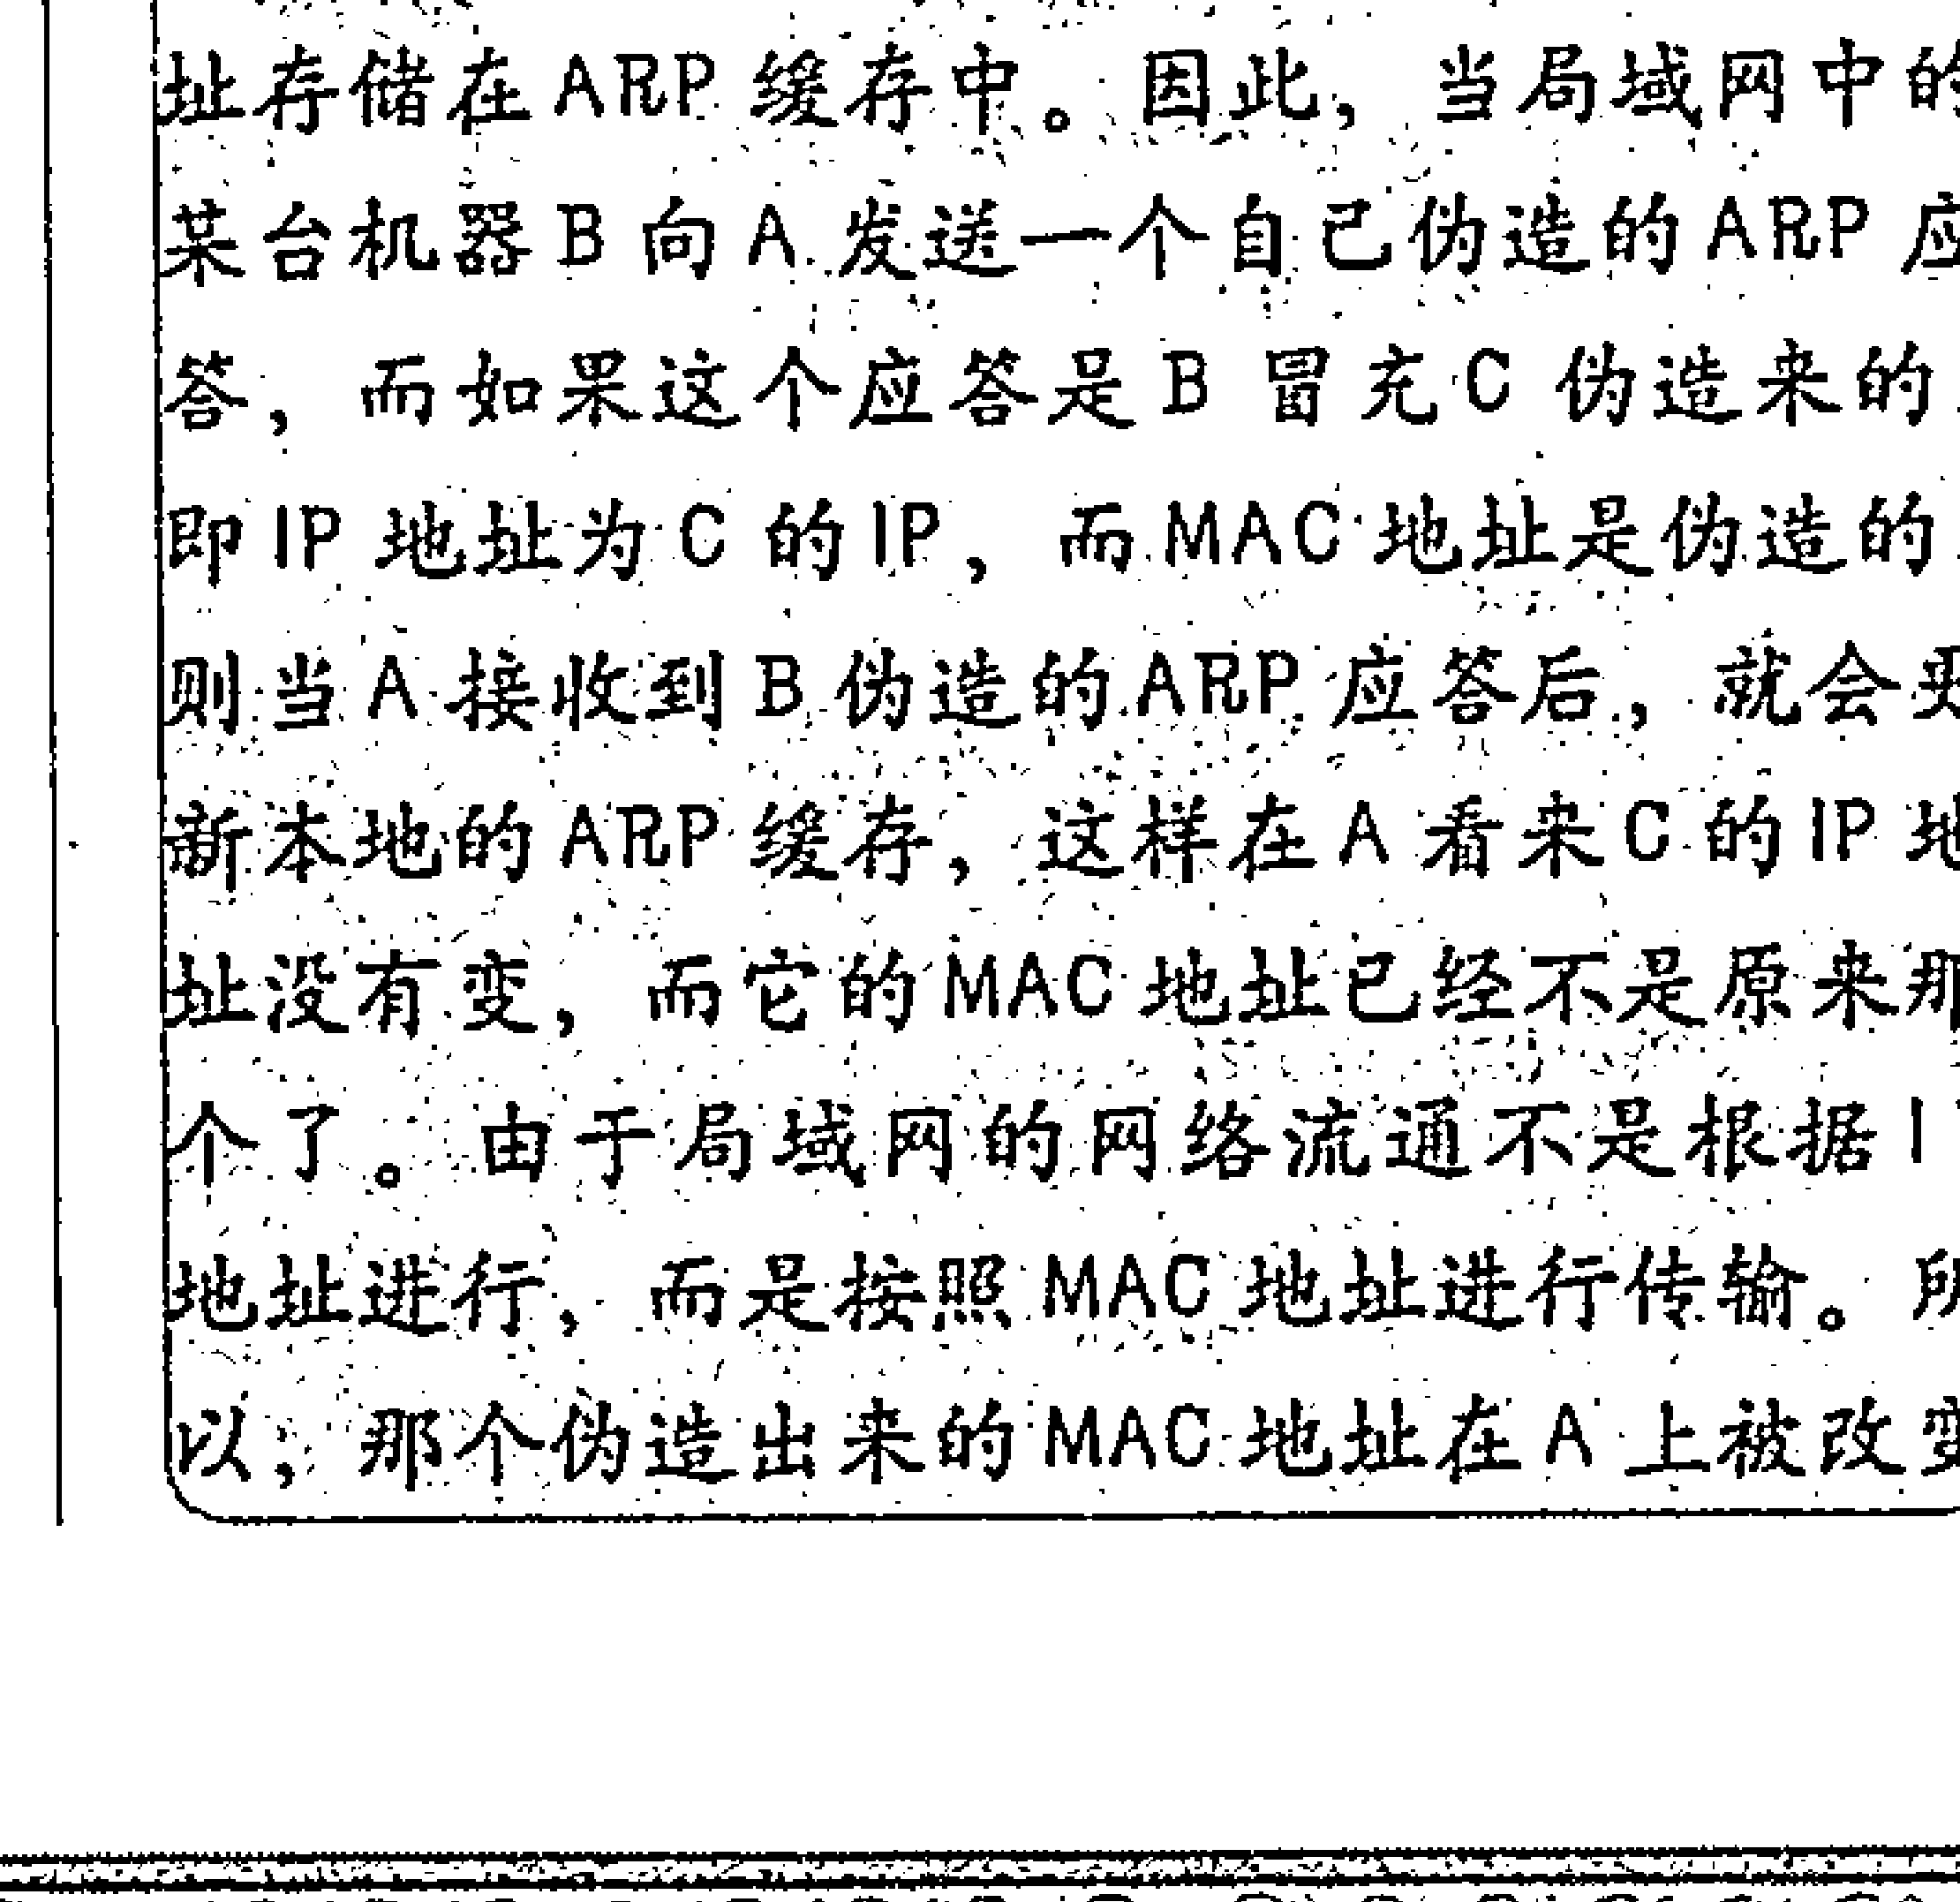 址存储在ARP缓存中。因此，当局域网中的
某台机器B向A发送一个自己伪造的ARP应
答，而如果这个应答是B冒充C伪造来的
即IP地址为C的IP，而MAC地址是伪造的
则当A接收到B伪造的ARP应答后，就会更
新本地的ARP缓存，这样在A看来C的IP地
址没有变，而它的MAC地址已经不是原来那
个了。由于局域网的网络流通不是根据I
地址进行，而是按照MAC地址进行传输。所
以，那个伪造出来的MAC地址在A上被改变